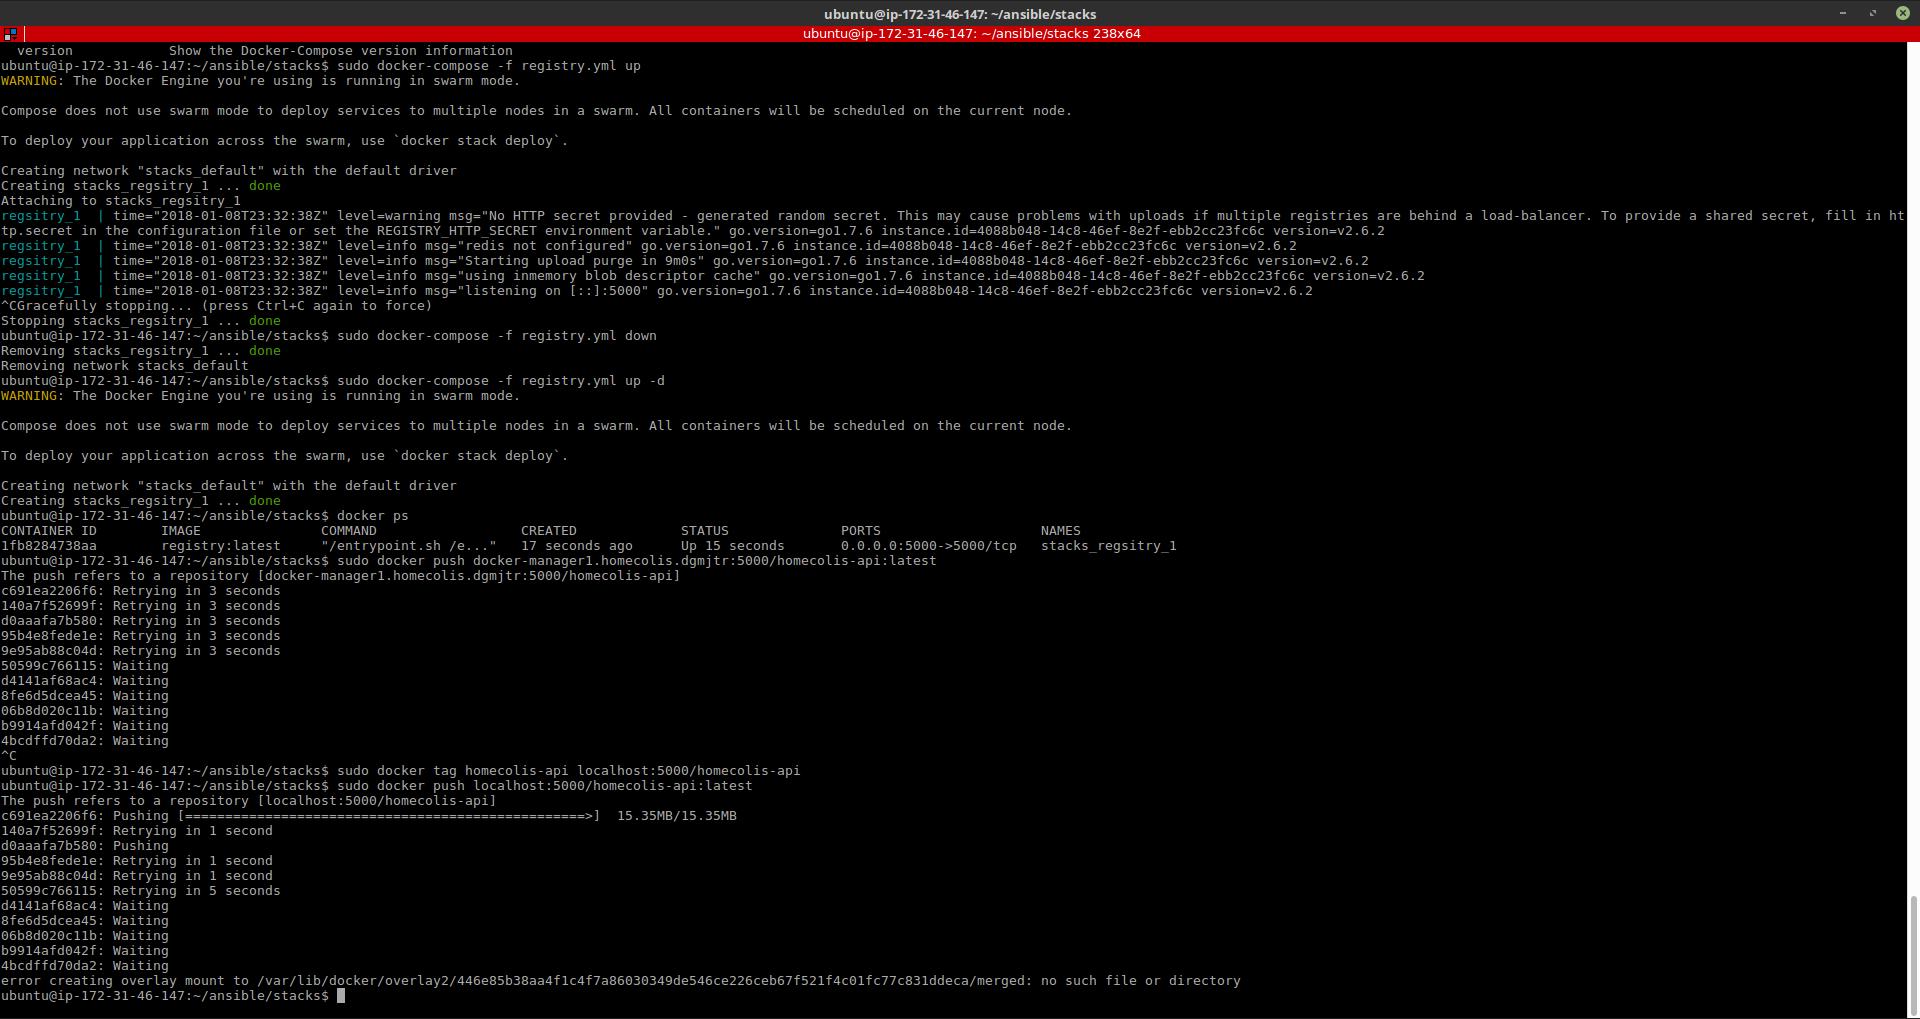 ubuntu@ip-172-31-46-147: ~/ansible/stacks
ubuntu@ip-172-31-46-147: ~/ansible/stacks 238x64
  version            Show the Docker-Compose version information
ubuntu@ip-172-31-46-147:~/ansible/stacks$ sudo docker-compose -f registry.yml up
WARNING: The Docker Engine you're using is running in swarm mode.
Compose does not use swarm mode to deploy services to multiple nodes in a swarm. All containers will be scheduled on the current node.
To deploy your application across the swarm, use `docker stack deploy`.
Creating network "stacks_default" with the default driver
Creating stacks_regsitry_1 ... done
Attaching to stacks_regsitry_1
regsitry_1  | time="2018-01-08T23:32:38Z" level=warning msg="No HTTP secret provided - generated random secret. This may cause problems with uploads if multiple registries are behind a load-balancer. To provide a shared secret, fill in ht
tp.secret in the configuration file or set the REGISTRY_HTTP_SECRET environment variable." go.version=go1.7.6 instance.id=4088b048-14c8-46ef-8e2f-ebb2cc23fc6c version=v2.6.2
regsitry_1  | time="2018-01-08T23:32:38Z" level=info msg="redis not configured" go.version=go1.7.6 instance.id=4088b048-14c8-46ef-8e2f-ebb2cc23fc6c version=v2.6.2
regsitry_1  | time="2018-01-08T23:32:38Z" level=info msg="Starting upload purge in 9m0s" go.version=go1.7.6 instance.id=4088b048-14c8-46ef-8e2f-ebb2cc23fc6c version=v2.6.2
regsitry_1  | time="2018-01-08T23:32:38Z" level=info msg="using inmemory blob descriptor cache" go.version=go1.7.6 instance.id=4088b048-14c8-46ef-8e2f-ebb2cc23fc6c version=v2.6.2
regsitry_1  | time="2018-01-08T23:32:38Z" level=info msg="listening on [::]:5000" go.version=go1.7.6 instance.id=4088b048-14c8-46ef-8e2f-ebb2cc23fc6c version=v2.6.2
^CGracefully stopping... (press Ctrl+C again to force)
Stopping stacks_regsitry_1 ... done
ubuntu@ip-172-31-46-147:~/ansible/stacks$ sudo docker-compose -f registry.yml down
Removing stacks_regsitry_1 ... done
Removing network stacks_default
ubuntu@ip-172-31-46-147:~/ansible/stacks$ sudo docker-compose -f registry.yml up -d
WARNING: The Docker Engine you're using is running in swarm mode.
Compose does not use swarm mode to deploy services to multiple nodes in a swarm. All containers will be scheduled on the current node.
To deploy your application across the swarm, use `docker stack deploy`.
Creating network "stacks_default" with the default driver
Creating stacks_regsitry_1 ... done
ubuntu@ip-172-31-46-147:~/ansible/stacks$ docker ps
CONTAINER ID        IMAGE               COMMAND                  CREATED             STATUS              PORTS                    NAMES
1fb8284738aa        registry:latest     "/entrypoint.sh /e..."   17 seconds ago      Up 15 seconds       0.0.0.0:5000->5000/tcp   stacks_regsitry_1
ubuntu@ip-172-31-46-147:~/ansible/stacks$ sudo docker push docker-manager1.homecolis.dgmjtr:5000/homecolis-api:latest
The push refers to a repository [docker-manager1.homecolis.dgmjtr:5000/homecolis-api]
c691ea2206f6: Retrying in 3 seconds
140a7f52699f: Retrying in 3 seconds
d0aaafa7b580: Retrying in 3 seconds
95b4e8fede1e: Retrying in 3 seconds
9e95ab88c04d: Retrying in 3 seconds
50599c766115: Waiting
d4141af68ac4: Waiting
8fe6d5dcea45: Waiting
06b8d020c11b: Waiting
b9914afd042f: Waiting
4bcdffd70da2: Waiting
^C
ubuntu@ip-172-31-46-147:~/ansible/stacks$ sudo docker tag homecolis-api localhost:5000/homecolis-api
ubuntu@ip-172-31-46-147:~/ansible/stacks$ sudo docker push localhost:5000/homecolis-api:latest
The push refers to a repository [localhost:5000/homecolis-api]
c691ea2206f6: Pushing [==================================================>]  15.35MB/15.35MB
140a7f52699f: Retrying in 1 second
d0aaafa7b580: Pushing
95b4e8fede1e: Retrying in 1 second
9e95ab88c04d: Retrying in 1 second
50599c766115: Retrying in 5 seconds
d4141af68ac4: Waiting
8fe6d5dcea45: Waiting
06b8d020c11b: Waiting
b9914afd042f: Waiting
4bcdffd70da2: Waiting
error creating overlay mount to /var/lib/docker/overlay2/446e85b38aa4f1c4f7a86030349de546ce226ceb67f521f4c01fc77c831ddeca/merged: no such file or directory
ubuntu@ip-172-31-46-147:~/ansible/stacks$